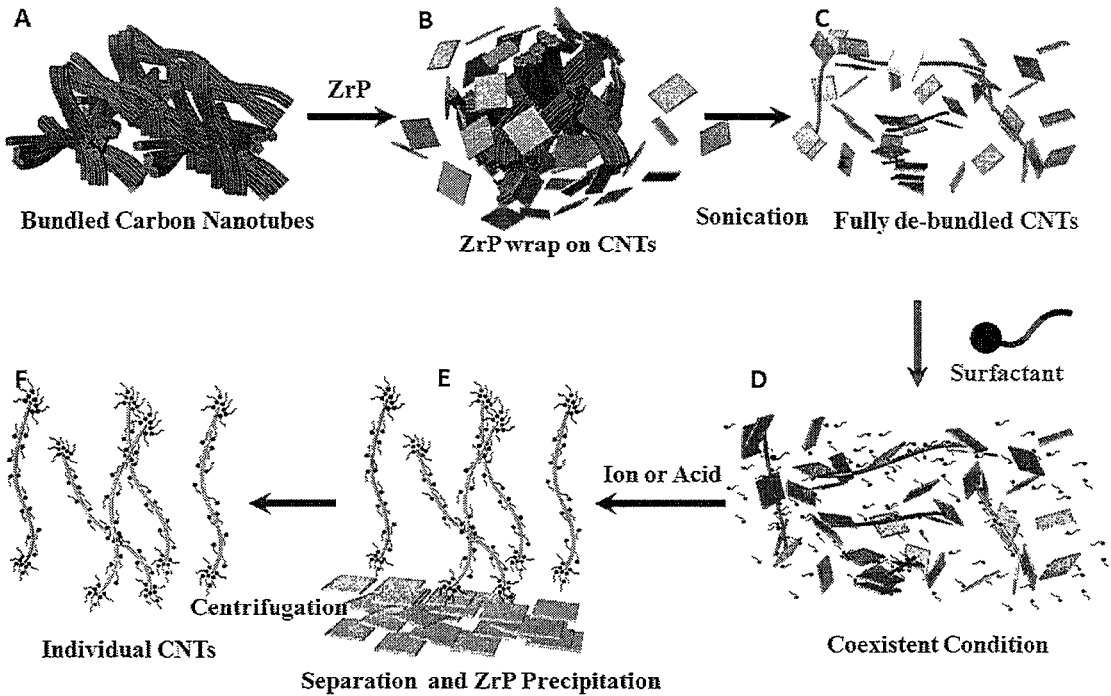 A
B
C
ZrP
Bundled Carbon Nanotubes
ZrP wrap on CNTs
Sonication
Fully de-bundled CNTs
Surfactant
F
E
D
Ion or Acid
Centrifugation
Individual CNTs
Separation and ZrP Precipitation
Coexistent Condition